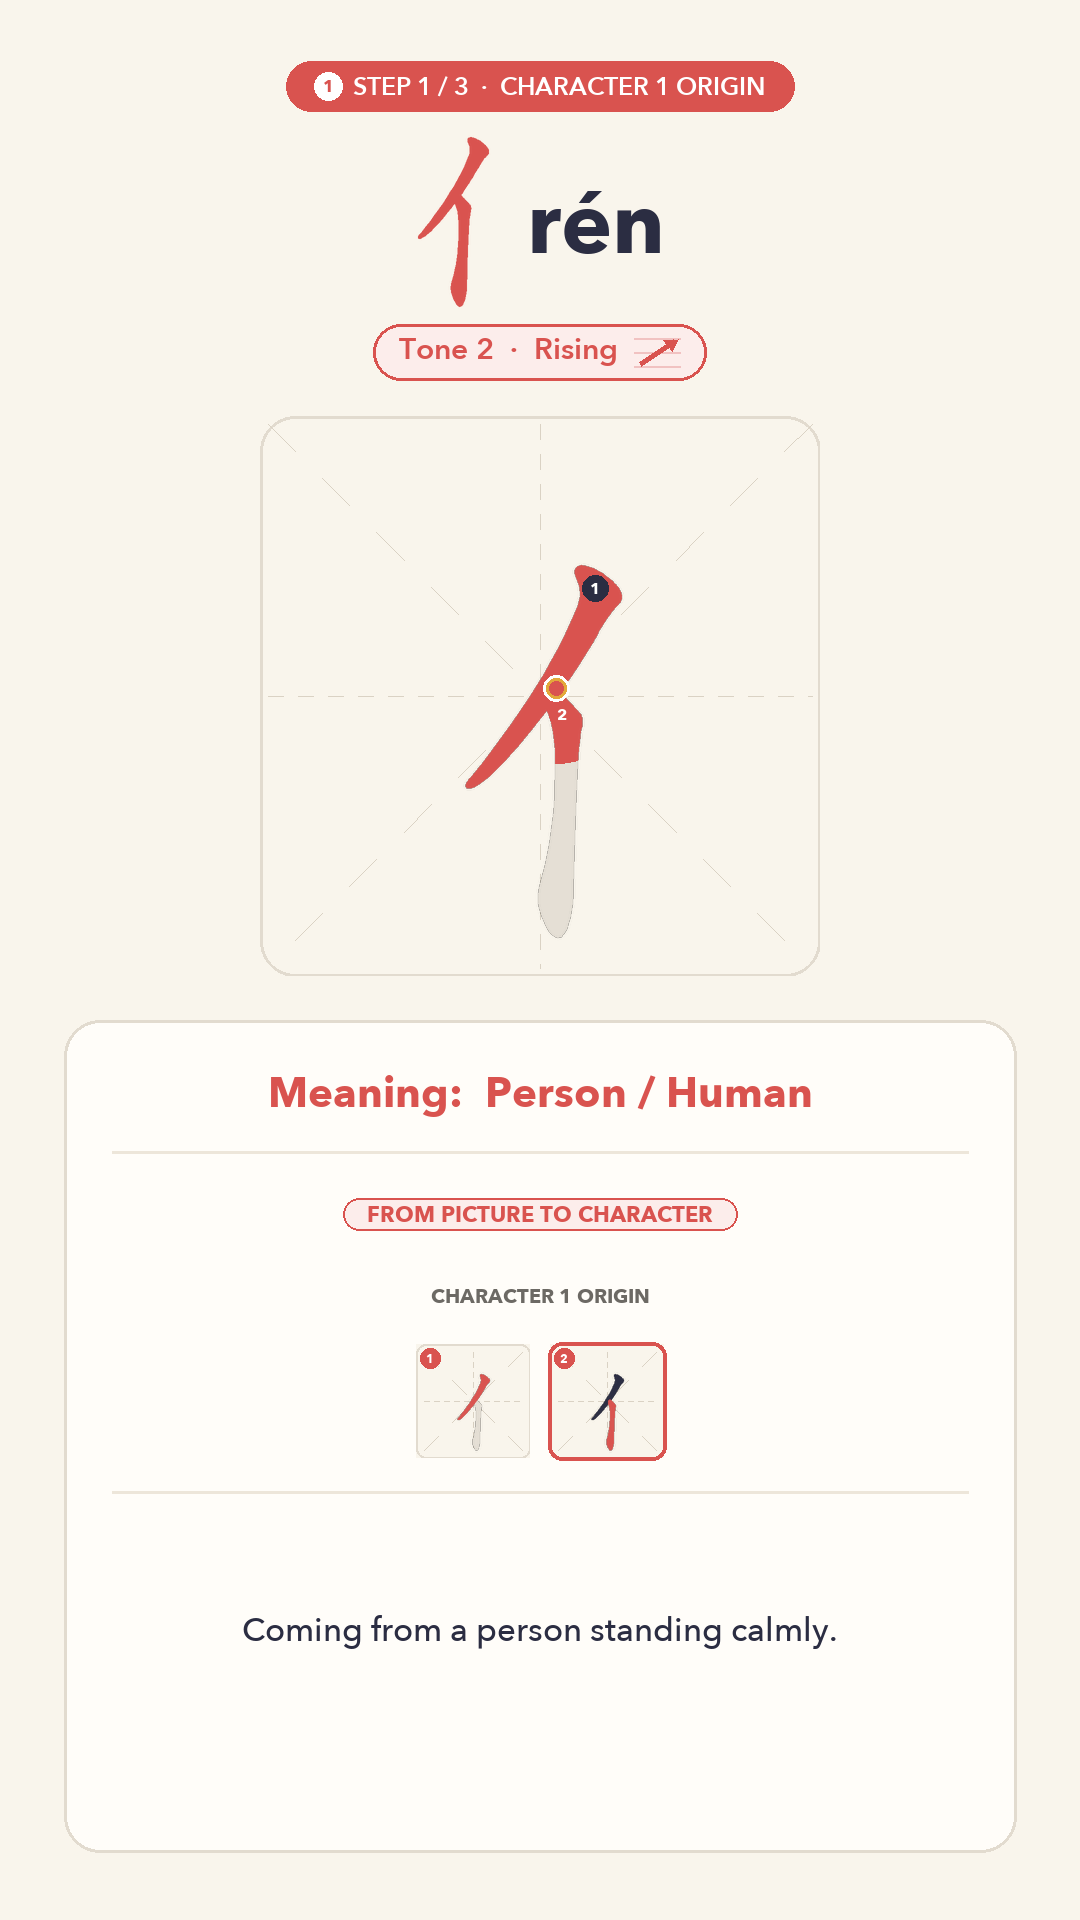 1 STEP 1 / 3 · CHARACTER 1 ORIGIN
亻 rén
Tone 2 · Rising
1
2
Meaning: Person / Human
FROM PICTURE TO CHARACTER
CHARACTER 1 ORIGIN
1 2
Coming from a person standing calmly.